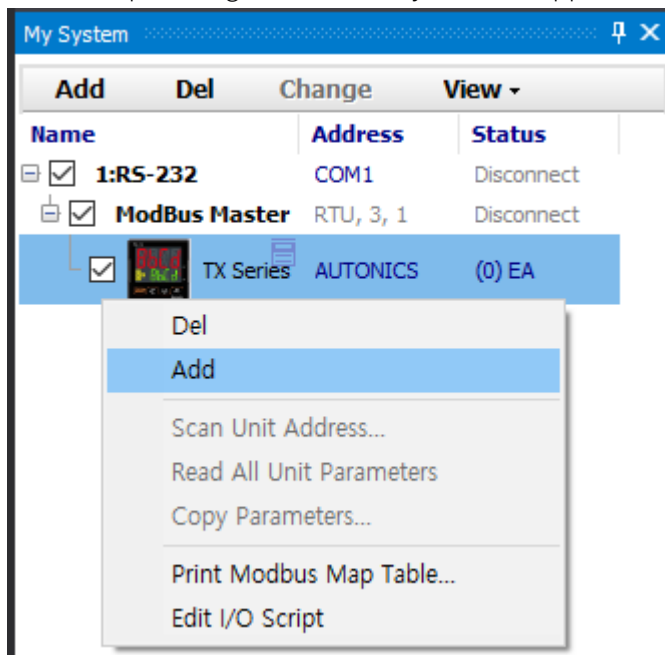 My System
Add Del Change View
Name Address Status
1:RS-232 COM1 Disconnect
ModBus Master RTU, 3, 1 Disconnect
TX Series AUTONICS (0) EA
Del
Add
Scan Unit Address...
Read All Unit Parameters
Copy Parameters...
Print Modbus Map Table...
Edit I/O Script